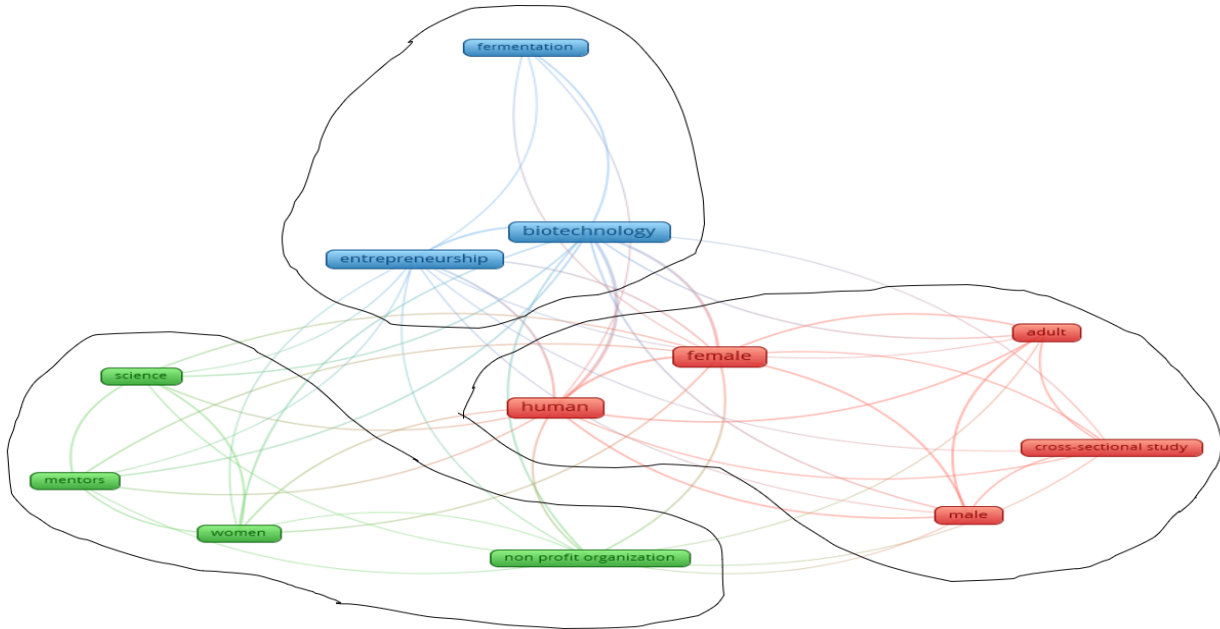 fermentation
biotechnology
entrepreneurship
adult
female
science
human
cross-sectional study
mentors
male
women
non profit organization